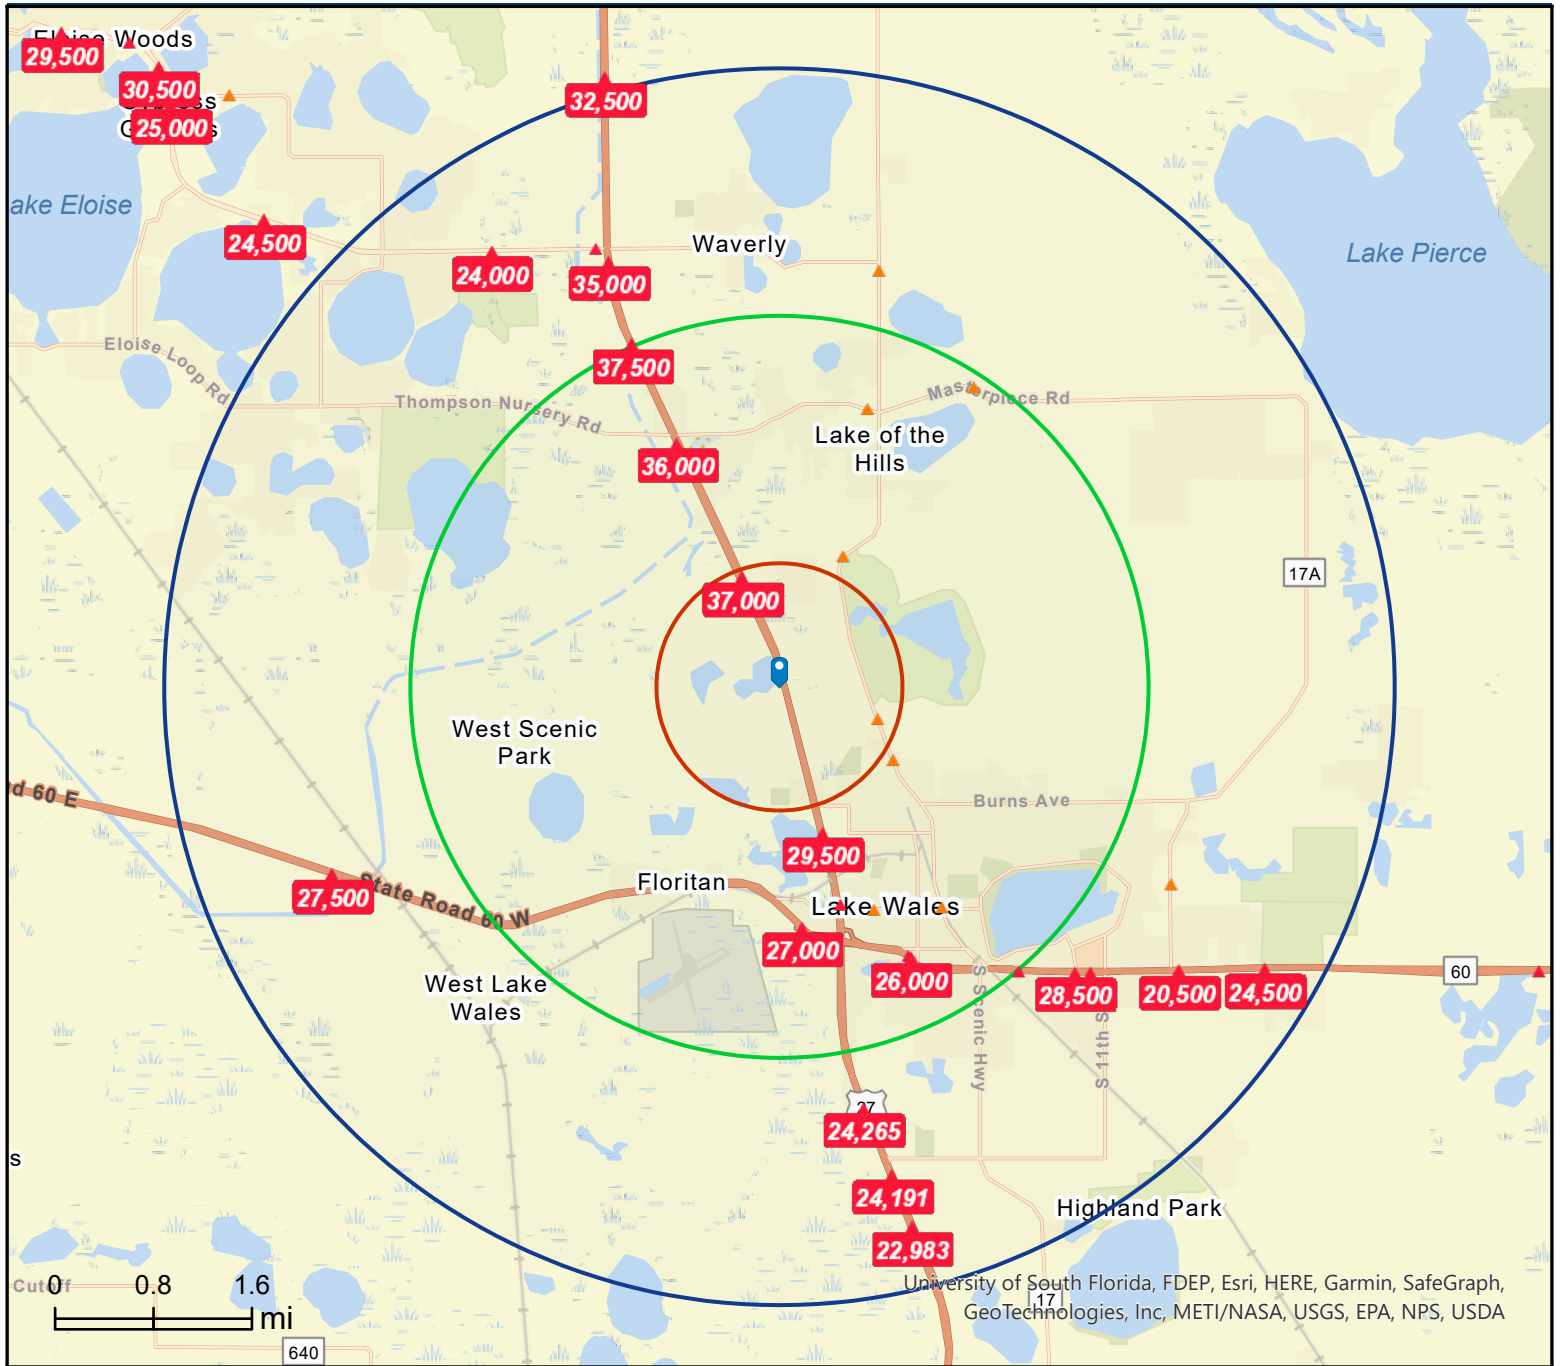 Eloise Woods
29,500
30,500
25,000
32,500
ake Eloise
24,500
Waverly
24,000
35,000
Lake Pierce
Eloise Loop Rd
37,500
Thompson Nursery Rd
Masterpiece Rd
Lake of the
Hills
36,000
17A
37,000
West Scenic
Park
d 60 E
Burns Ave
29,500
Floritan
27,500
State Road 60 W
Lake Wales
27,000
26,000
60
West Lake
Wales
28,500
20,500
24,500
S Scenic Hwy
S 11th S
27
24,265
s
24,191
Highland Park
22,983
Cutoff
0 0.8 1.6
mi
17
University of South Florida, FDEP, Esri, HERE, Garmin, SafeGraph,
GeoTechnologies, Inc, METI/NASA, USGS, EPA, NPS, USDA
640